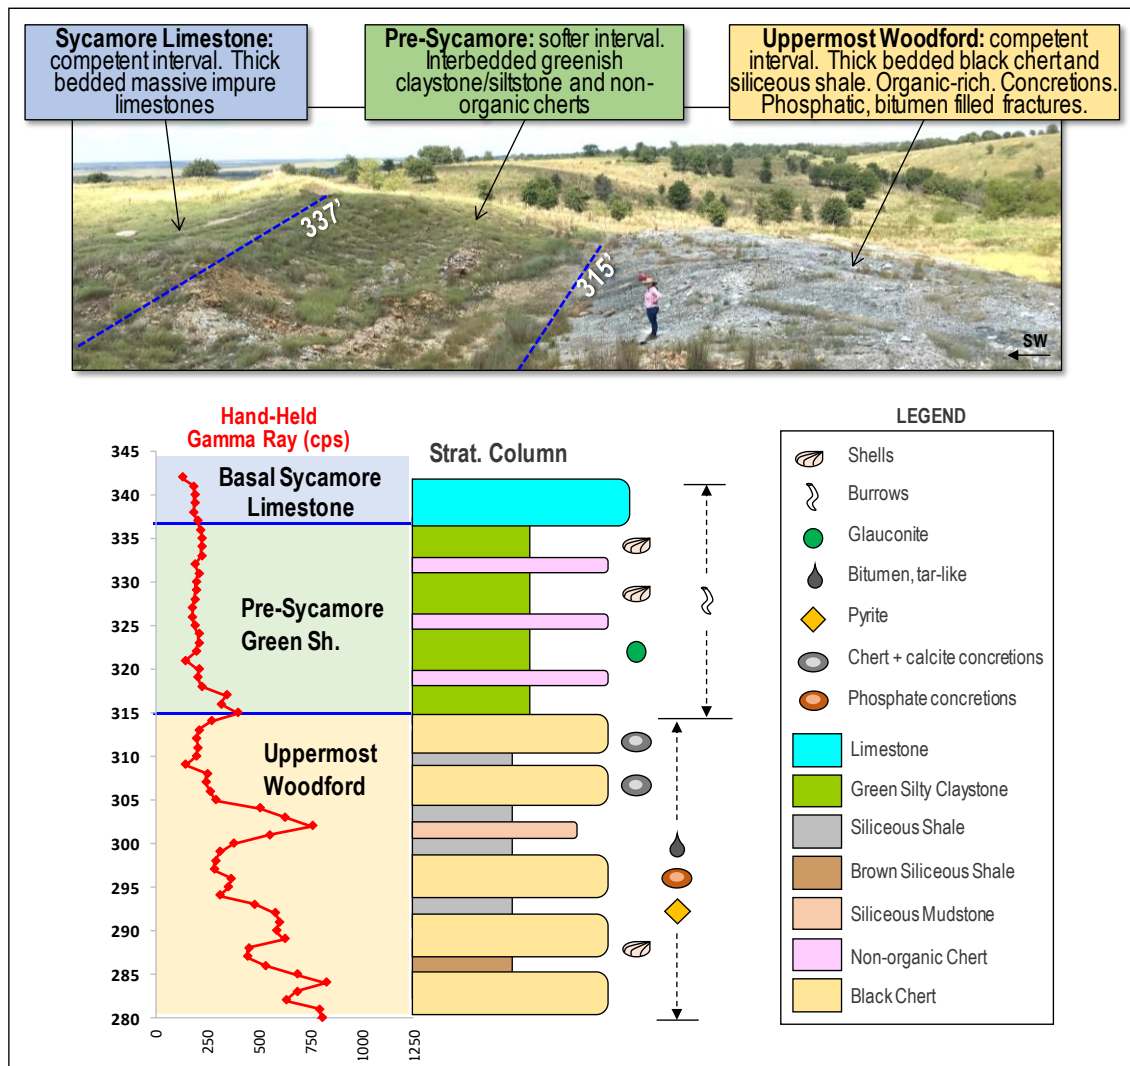 Sycamore Limestone:
competent interval. Thick
bedded massive impure
limestones
Pre-Sycamore: softer interval.
Interbedded greenish
claystone/siltstone and non-
organic cherts
Uppermost Woodford: competent
interval. Thick bedded black chert and
siliceous shale. Organic-rich. Concretions.
Phosphatic, bitumen filled fractures.
337'
315'
SW
Hand-Held
Gamma Ray (cps)
Strat. Column
345
340
335
330
325
320
315
310
305
300
295
290
285
280
0
250
500
750
1000
1250
Basal Sycamore
Limestone
Pre-Sycamore
Green Sh.
Uppermost
Woodford
LEGEND
Shells
Burrows
Glauconite
Bitumen, tar-like
Pyrite
Chert + calcite concretions
Phosphate concretions
Limestone
Green Silty Claystone
Siliceous Shale
Brown Siliceous Shale
Siliceous Mudstone
Non-organic Chert
Black Chert